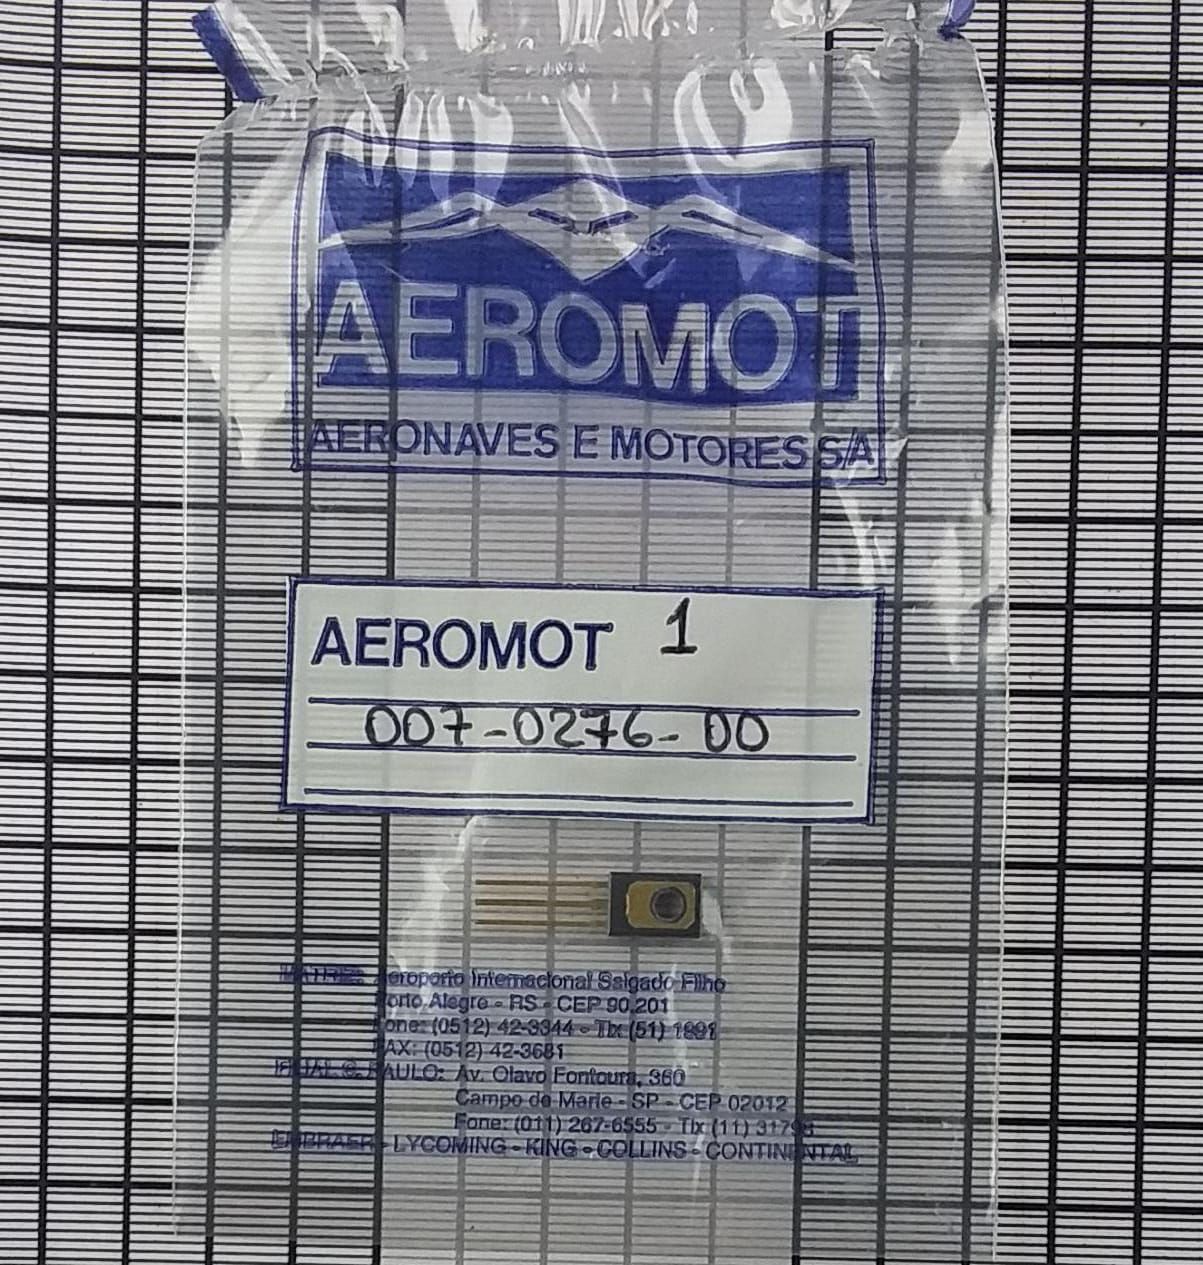 AEROMOT
AERONAVES E MOTORES S/A
AEROMOT 1
007-0276-00
MATRIZ: Aeroporto Internacional Salgado Filho
Porto Alegre - RS - CEP 90.201
Fone: (0512) 42-3344 - Tlx (51) 1891
FAX: (0512) 42-3681
FILIAL S. PAULO: Av. Olavo Fontoura, 360
Campo de Marte - SP - CEP 02012
Fone: (011) 267-6555 - Tlx (11)
EMBRAER - LYCOMING - KING - COLLINS - CONTINENTAL